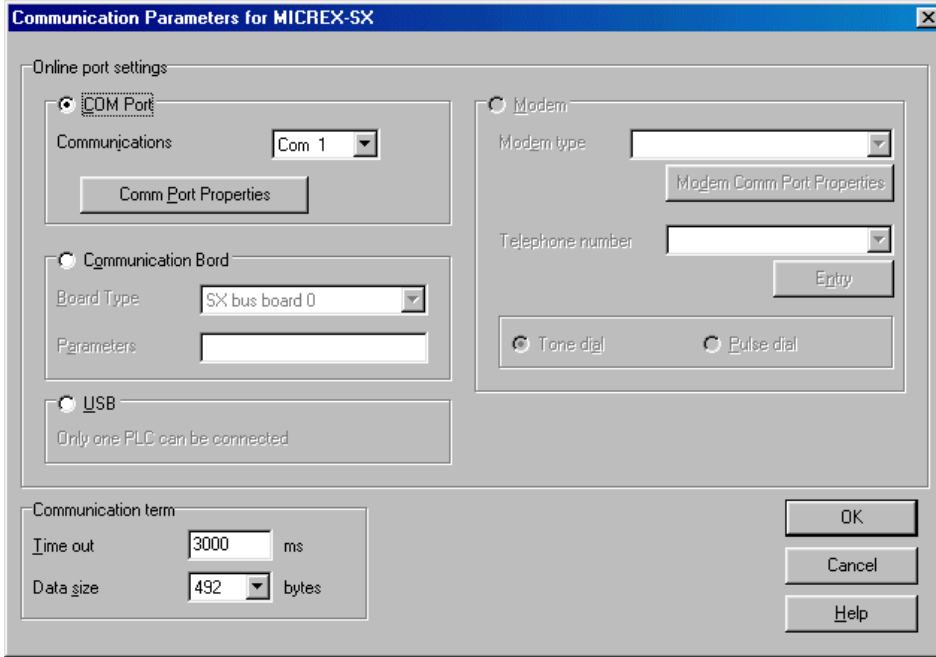 Communication Parameters for MICREX-SX
Online port settings
COM Port
Communications Com 1
Comm Port Properties
Communication Bord
Board Type SX bus board 0
Parameters
USB
Only one PLC can be connected
Modem
Modem type
Modem Comm Port Properties
Telephone number
Entry
Tone dial Pulse dial
Communication term
Time out 3000 ms
Data size 492 bytes
OK
Cancel
Help